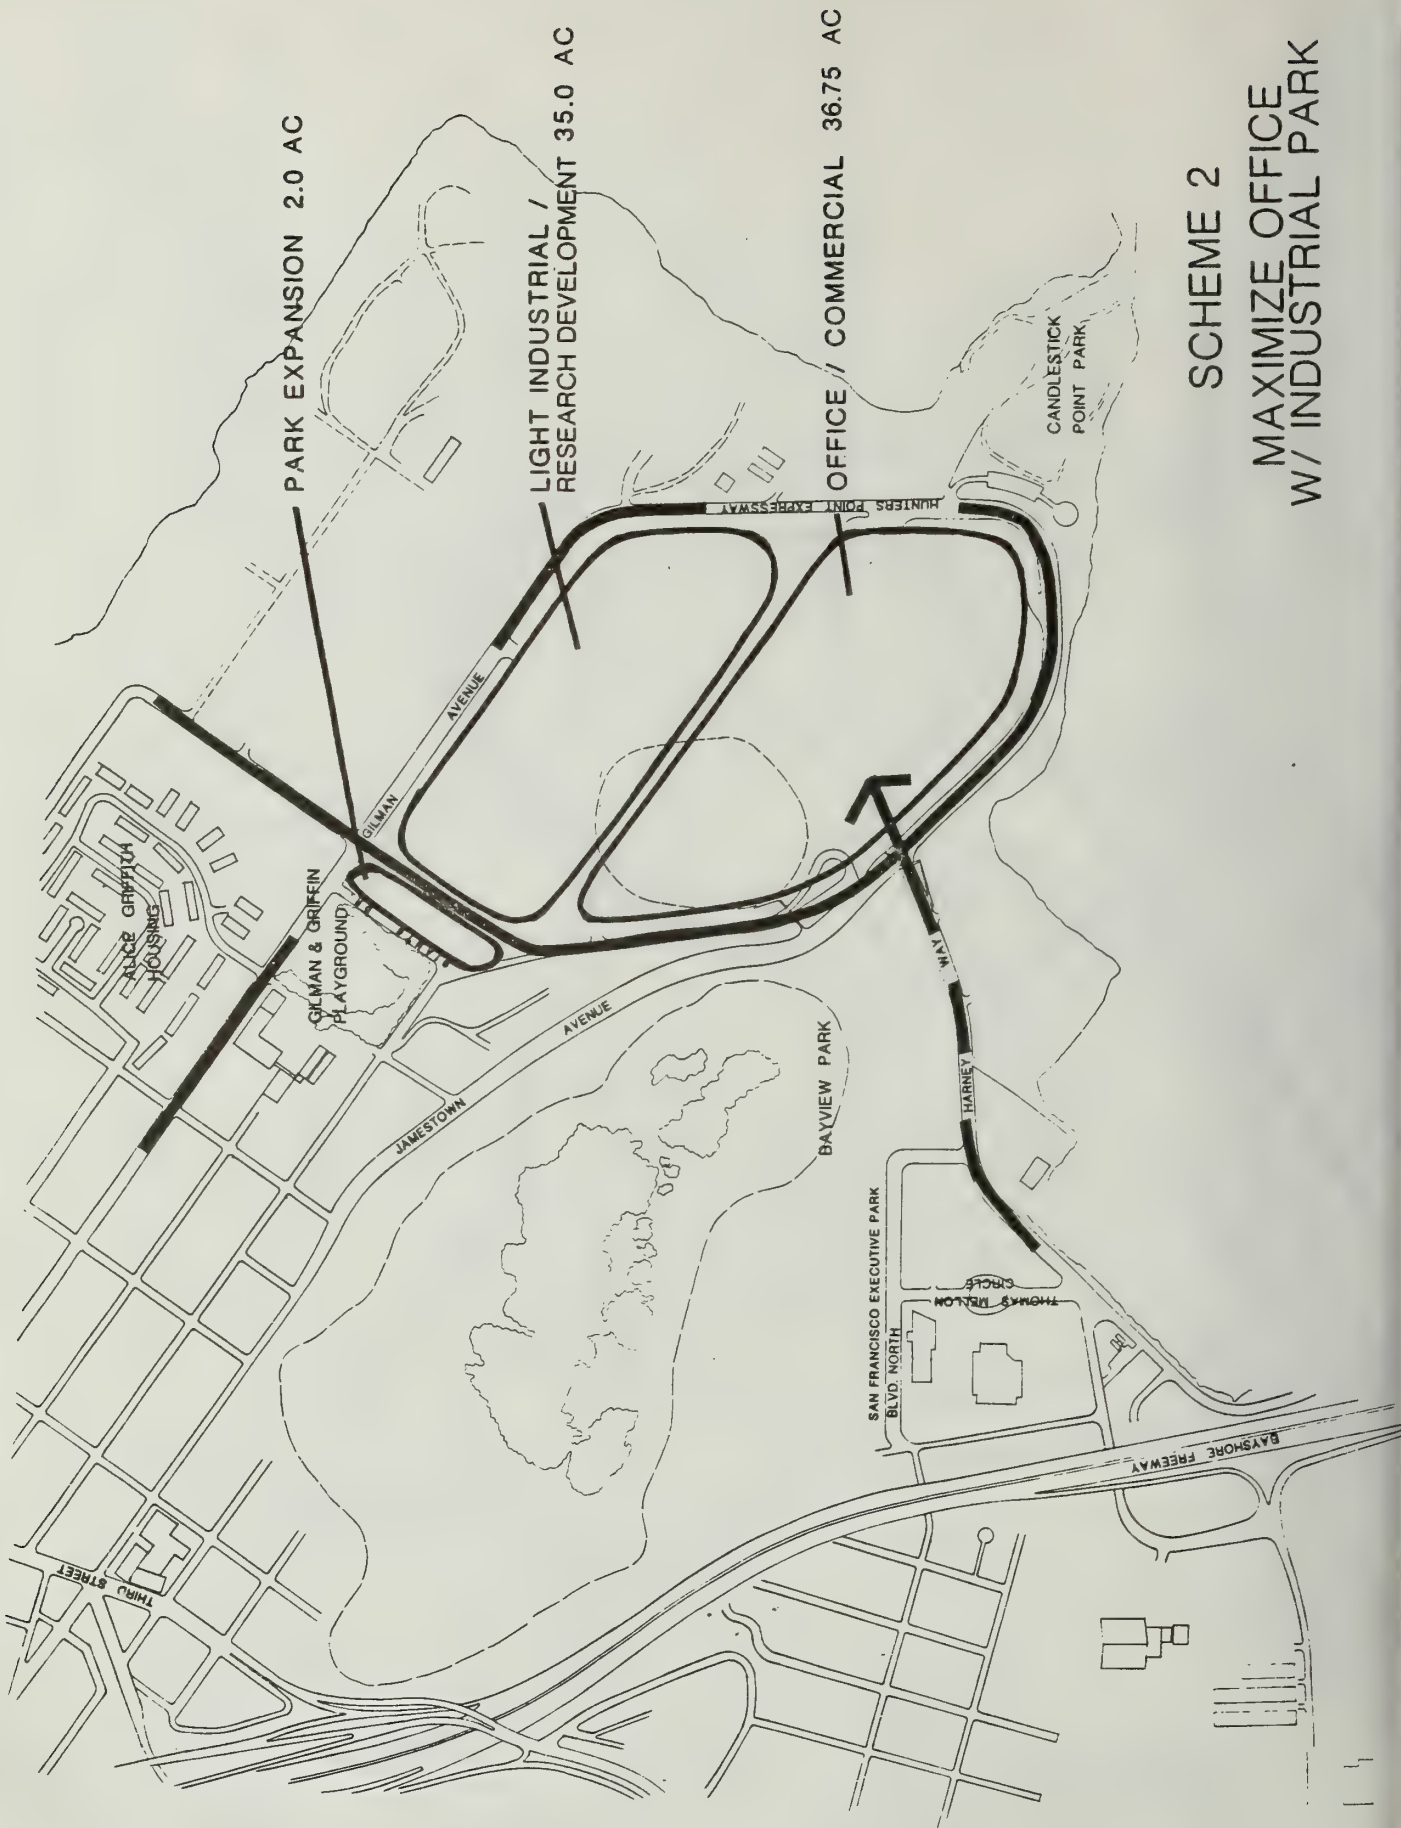 PARK EXPANSION 2.0 AC
LIGHT INDUSTRIAL /
RESEARCH DEVELOPMENT 35.0 AC
OFFICE / COMMERCIAL 36.75 AC
SCHEME 2
MAXIMIZE OFFICE
W/ INDUSTRIAL PARK
CANDLESTICK
POINT PARK
HUNTERS POINT EXPRESSWAY
GILMAN
AVENUE
ALICE GRIFFITH
HOUSING
GILMAN & GRIFFIN
PLAYGROUND
JAMESTOWN
AVENUE
BAYVIEW PARK
HARNEY
WAY
SAN FRANCISCO EXECUTIVE PARK
BLVD. NORTH
THOMAS MELLON
CIRCLE
BAYSHORE FREEWAY
THIRD STREET